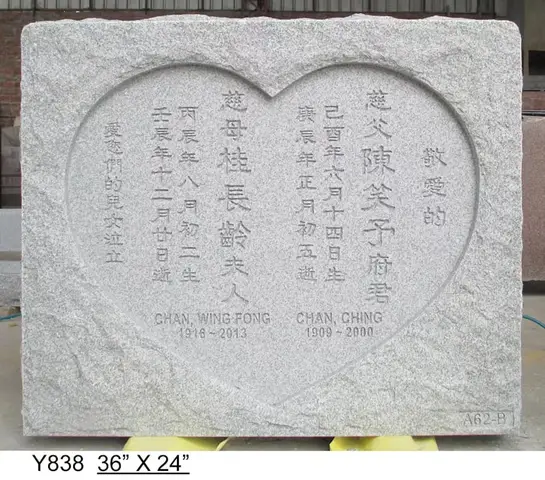 敬愛的
慈父陳笑予府君
己酉年六月十四日生
庚辰年正月初五逝
慈母桂長齡夫人
丙辰年八月初二生
壬辰年十二月廿日逝
愛您們的兒女泣立
CHAN, CHING
1909 ~ 2000
CHAN, WING FONG
1916 ~ 2013
A62-B1
Y838 36” X 24”